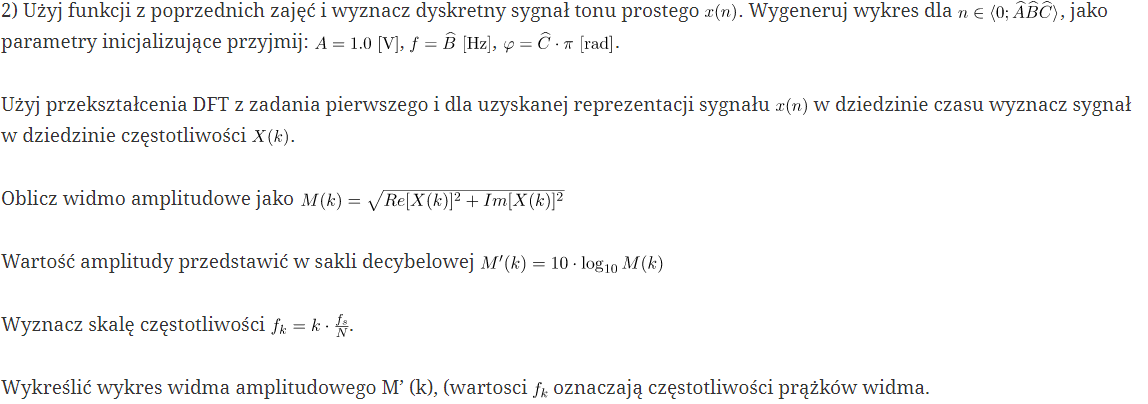 2) Użyj funkcji z poprzednich zajęć i wyznacz dyskretny sygnał tonu prostego x(n). Wygeneruj wykres dla n ∈ ⟨0; ÂB̂Ĉ⟩, jako
parametry inicjalizujące przyjmij: A = 1.0 [V], f = B̂ [Hz], φ = Ĉ · π [rad].
Użyj przekształcenia DFT z zadania pierwszego i dla uzyskanej reprezentacji sygnału x(n) w dziedzinie czasu wyznacz sygnał
w dziedzinie częstotliwości X(k).
Oblicz widmo amplitudowe jako M(k) = √(Re[X(k)]² + Im[X(k)]²)
Wartość amplitudy przedstawić w sakli decybelowej M′(k) = 10 · log₁₀ M(k)
Wyznacz skalę częstotliwości fₖ = k · fₛ/N.
Wykreślić wykres widma amplitudowego M’ (k), (wartosci fₖ oznaczają częstotliwości prążków widma.